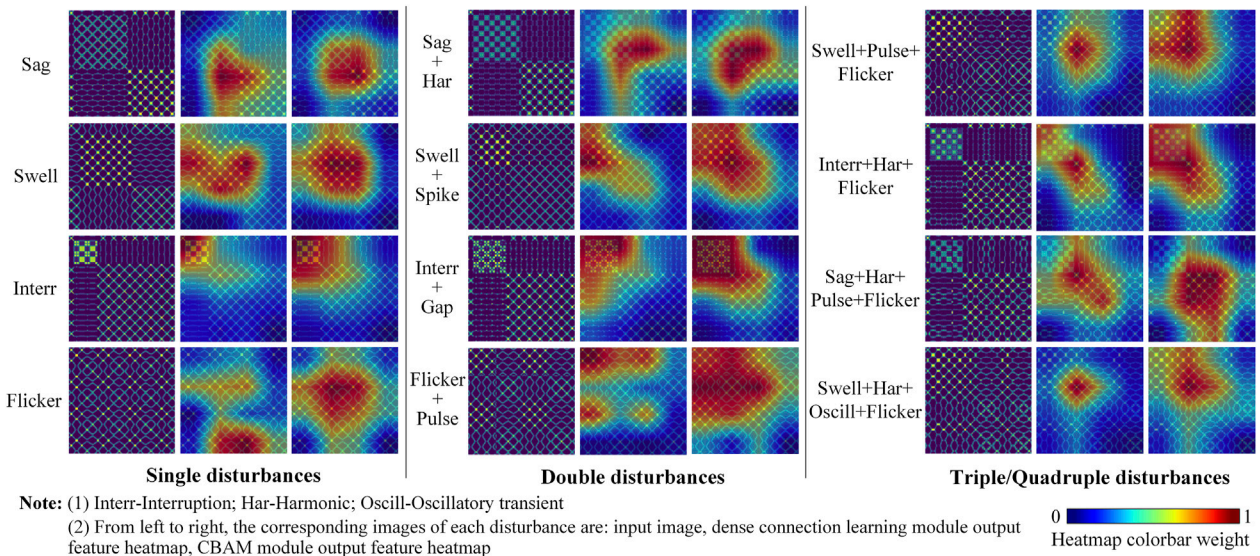 Sag
Swell
Interr
Flicker
Single disturbances
Sag
+
Har
Swell
+
Spike
Interr
+
Gap
Flicker
+
Pulse
Double disturbances
Swell+Pulse+
Flicker
Interr+Har+
Flicker
Sag+Har+
Pulse+Flicker
Swell+Har+
Oscill+Flicker
Triple/Quadruple disturbances
Note: (1) Interr-Interruption; Har-Harmonic; Oscill-Oscillatory transient
(2) From left to right, the corresponding images of each disturbance are: input image, dense connection learning module output
feature heatmap, CBAM module output feature heatmap
0 1
Heatmap colorbar weight